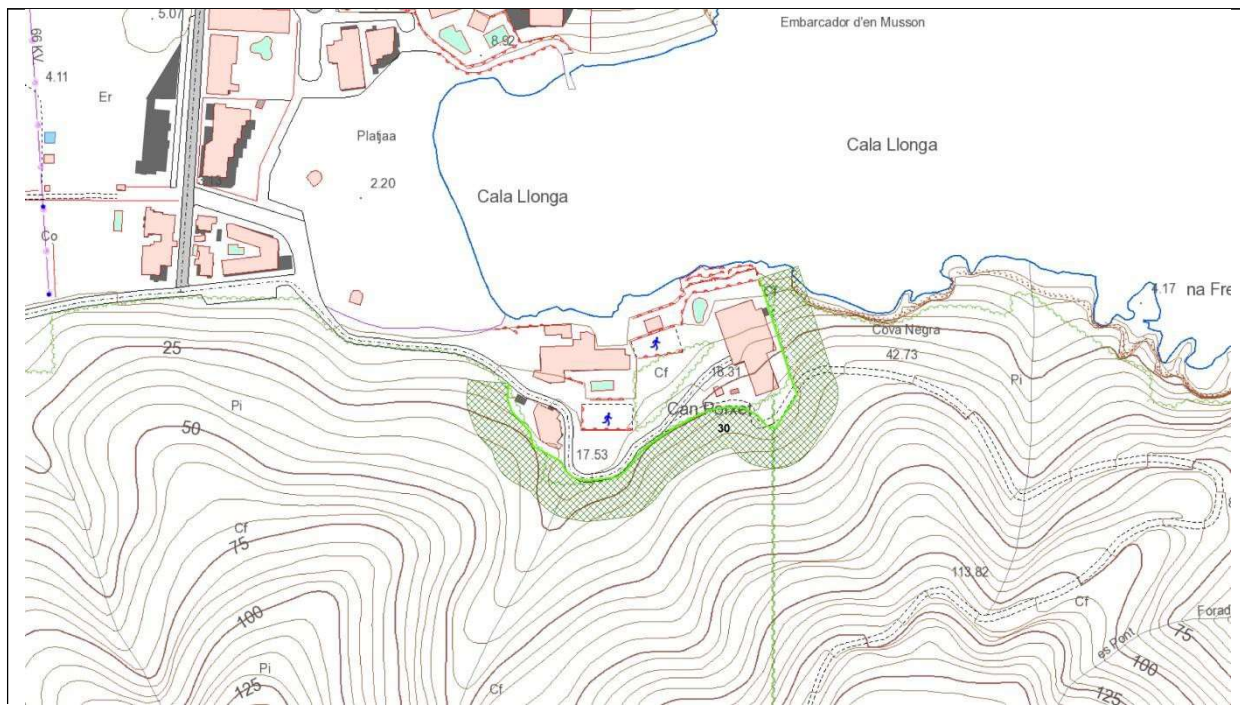 5.07
Embarcador d'en Musson
66 KV
8.92
4.11
Er
Platjaa
Cala Llonga
2.20
Cala Llonga
Co
4.17
na Fre
Cova Negra
25
42.73
18.31
Cf
Pi
Pi
Can Porxet
50
30
17.53
Cf
75
113.82
Cf
100
Forad
75
es Pont
Pi
100
125
Cf
125